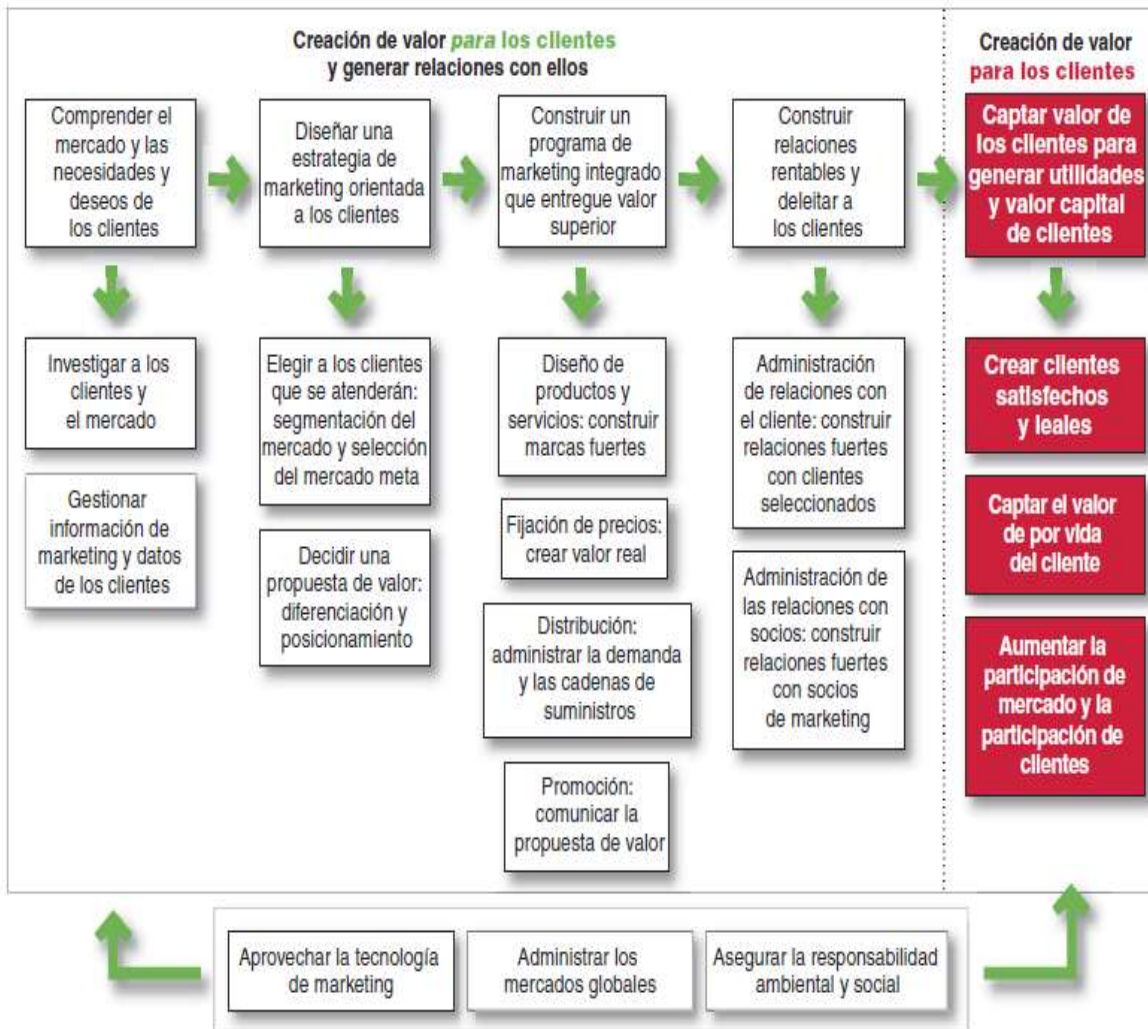 Creación de valor para los clientes
y generar relaciones con ellos
Creación de valor
para los clientes
Comprender el
mercado y las
necesidades y
deseos de
los clientes
Diseñar una
estrategia de
marketing orientada
a los clientes
Construir un
programa de
marketing integrado
que entregue valor
superior
Construir
relaciones
rentables y
deleitar a
los clientes
Captar valor de
los clientes para
generar utilidades
y valor capital
de clientes
Investigar a los
clientes y
el mercado
Gestionar
información de
marketing y datos
de los clientes
Elegir a los clientes
que se atenderán:
segmentación del
mercado y selección
del mercado meta
Decidir una
propuesta de valor:
diferenciación y
posicionamiento
Diseño de
productos y
servicios: construir
marcas fuertes
Fijación de precios:
crear valor real
Distribución:
administrar la demanda
y las cadenas de
suministros
Promoción:
comunicar la
propuesta de valor
Administración
de relaciones con
el cliente: construir
relaciones fuertes
con clientes
seleccionados
Administración de
las relaciones con
socios: construir
relaciones fuertes
con socios
de marketing
Crear clientes
satisfechos
y leales
Captar el valor
de por vida
del cliente
Aumentar la
participación de
mercado y la
participación de
clientes
Aprovechar la tecnología
de marketing
Administrar los
mercados globales
Asegurar la responsabilidad
ambiental y social